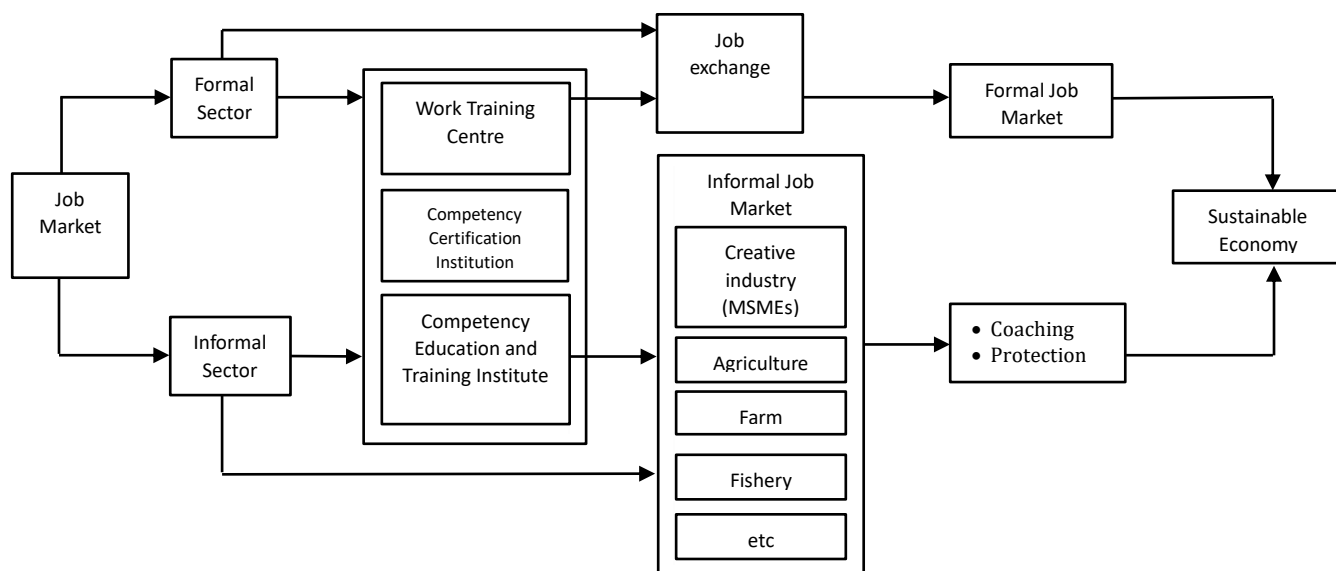 Job
Market
Formal
Sector
Informal
Sector
Work Training
Centre
Competency
Certification
Institution
Competency
Education and
Training Institute
Job
exchange
Informal Job
Market
Creative
industry
(MSMEs)
Agriculture
Farm
Fishery
etc
Formal Job
Market
• Coaching
• Protection
Sustainable
Economy